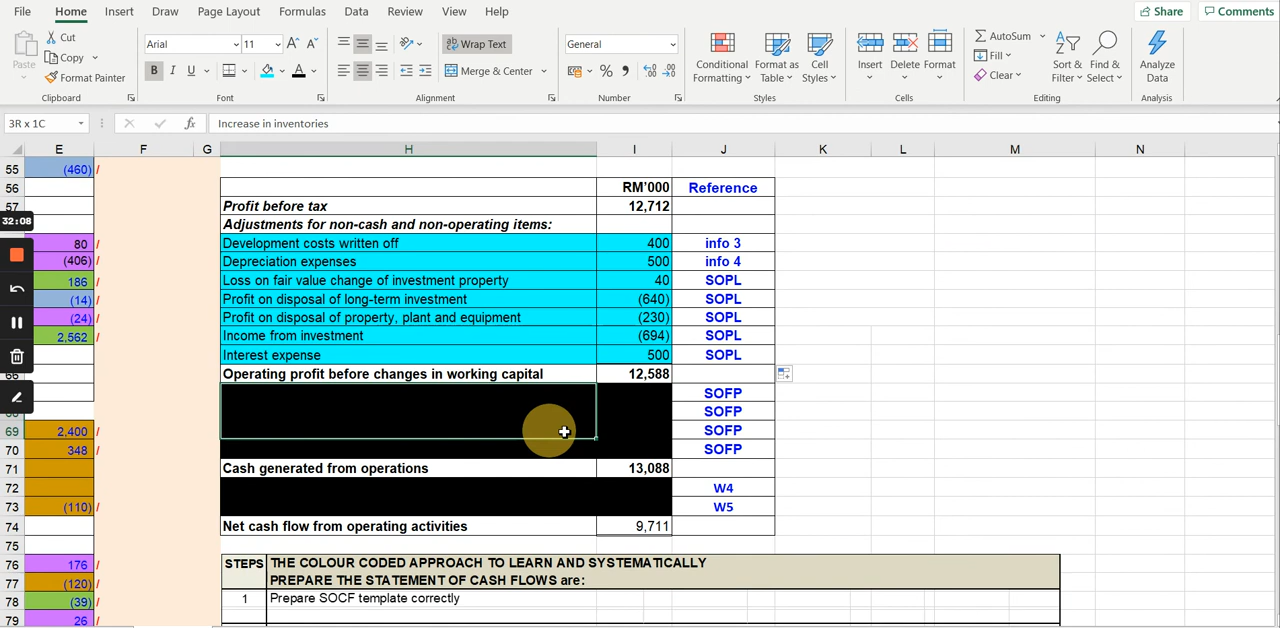 File Home Insert Draw Page Layout Formulas Data Review View Help Share Comments
Cut Arial 11 Wrap Text General AutoSum
Copy Fill
Paste Format Painter B I U Merge & Center % Conditional Formatting Format as Table Cell Styles Insert Delete Format Clear Sort & Filter Find & Select Analyze Data
Clipboard Font Alignment Number Styles Cells Editing Analysis
3R x 1C fx Increase in inventories
E F G H I J K L M N
55 (460) /
56 RM'000 Reference
57 Profit before tax 12,712
32:08
Adjustments for non-cash and non-operating items:
80 / Development costs written off 400 info 3
(406) / Depreciation expenses 500 info 4
186 / Loss on fair value change of investment property 40 SOPL
(14) / Profit on disposal of long-term investment (640) SOPL
(24) / Profit on disposal of property, plant and equipment (230) SOPL
2,562 / Income from investment (694) SOPL
Interest expense 500 SOPL
66 Operating profit before changes in working capital 12,588
SOFP
68 SOFP
69 2,400 / SOFP
70 348 / SOFP
71 Cash generated from operations 13,088
72 W4
73 (110) / W5
74 Net cash flow from operating activities 9,711
75
76 176 / STEPS THE COLOUR CODED APPROACH TO LEARN AND SYSTEMATICALLY
77 (120) / PREPARE THE STATEMENT OF CASH FLOWS are:
78 (39) / 1 Prepare SOCF template correctly
79 26 /